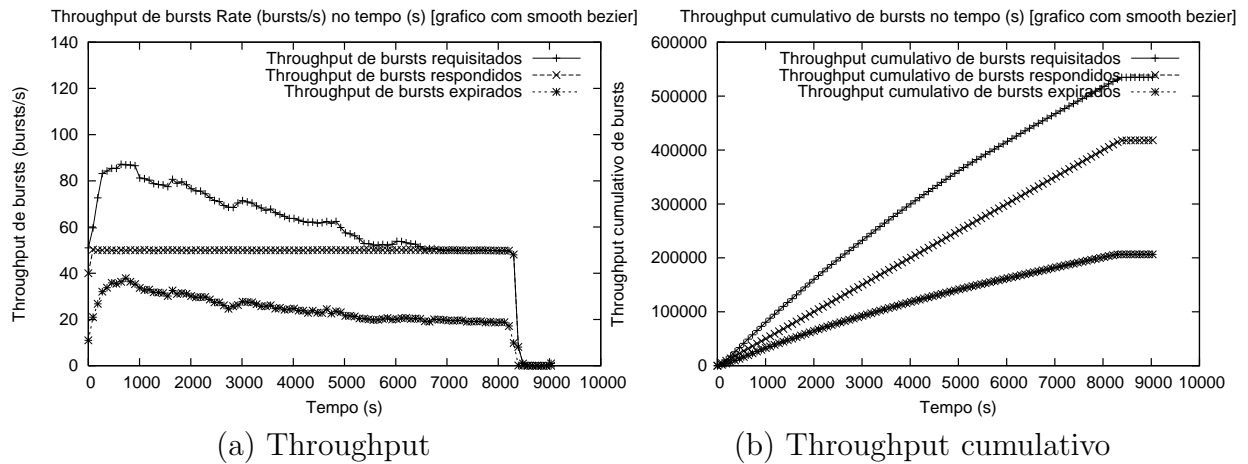 Throughput de bursts Rate (bursts/s) no tempo (s) [grafico com smooth bezier]
140
120
100
80
60
40
20
0
Throughput de bursts (bursts/s)
Throughput de bursts requisitados
Throughput de bursts respondidos
Throughput de bursts expirados
0 1000 2000 3000 4000 5000 6000 7000 8000 9000 10000
Tempo (s)
(a) Throughput
Throughput cumulativo de bursts no tempo (s) [grafico com smooth bezier]
600000
500000
400000
300000
200000
100000
0
Throughput cumulativo de bursts
Throughput cumulativo de bursts requisitados
Throughput cumulativo de bursts respondidos
Throughput cumulativo de bursts expirados
0 1000 2000 3000 4000 5000 6000 7000 8000 9000 10000
Tempo (s)
(b) Throughput cumulativo